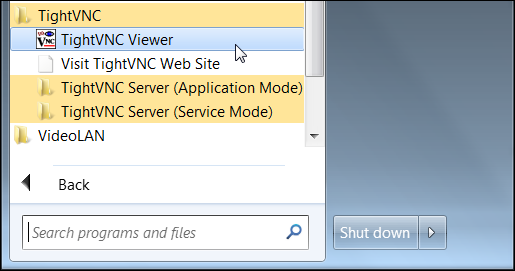 TightVNC
TightVNC Viewer
Visit TightVNC Web Site
TightVNC Server (Application Mode)
TightVNC Server (Service Mode)
VideoLAN
Back
Search programs and files
Shut down